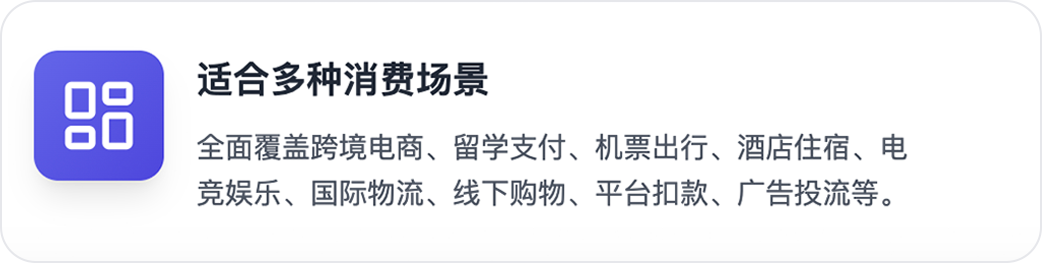 适合多种消费场景
全面覆盖跨境电商、留学支付、机票出行、酒店住宿、电
竞娱乐、国际物流、线下购物、平台扣款、广告投流等。